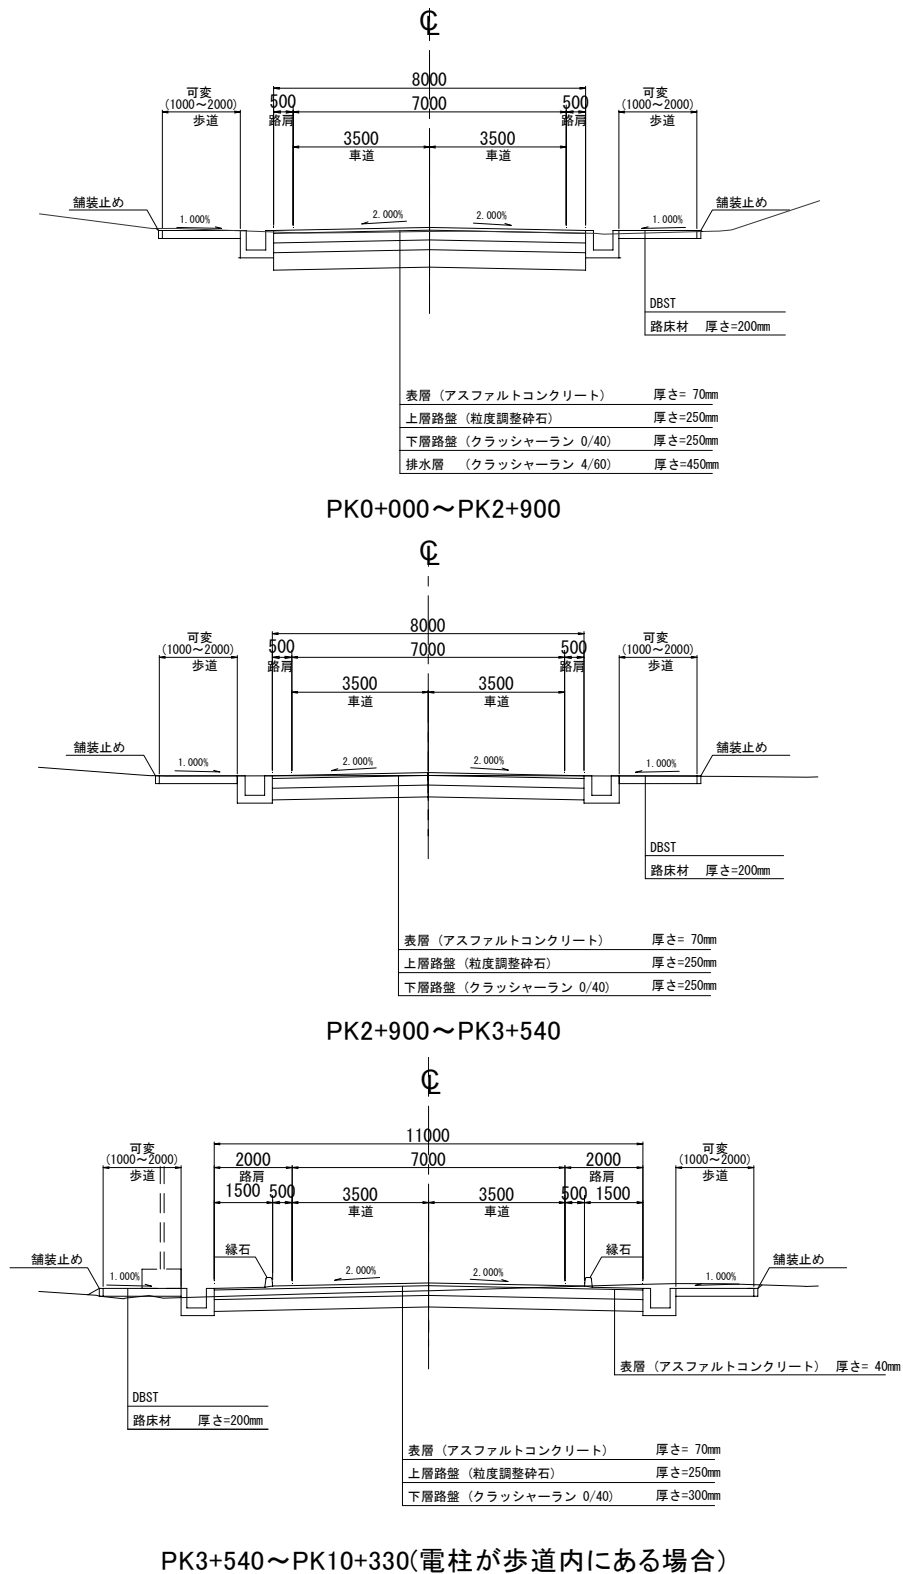 ℄
8000
可変 500 7000 500 可変
(1000～2000) 路肩 路肩 (1000～2000)
歩道 3500 3500 歩道
車道 車道
舗装止め 舗装止め
1.000% 2.000% 2.000% 1.000%
DBST
路床材 厚さ=200mm
表層 (アスファルトコンクリート) 厚さ= 70mm
上層路盤 (粒度調整砕石) 厚さ=250mm
下層路盤 (クラッシャーラン 0/40) 厚さ=250mm
排水層 (クラッシャーラン 4/60) 厚さ=450mm
PK0+000～PK2+900
℄
8000
可変 500 7000 500 可変
(1000～2000) 路肩 路肩 (1000～2000)
歩道 3500 3500 歩道
車道 車道
舗装止め 舗装止め
1.000% 2.000% 2.000% 1.000%
DBST
路床材 厚さ=200mm
表層 (アスファルトコンクリート) 厚さ= 70mm
上層路盤 (粒度調整砕石) 厚さ=250mm
下層路盤 (クラッシャーラン 0/40) 厚さ=250mm
PK2+900～PK3+540
℄
11000
可変 2000 7000 2000 可変
(1000～2000) 路肩 路肩 (1000～2000)
歩道 1500 500 3500 3500 500 1500 歩道
車道 車道
縁石 縁石
舗装止め 舗装止め
1.000% 2.000% 2.000% 1.000%
表層 (アスファルトコンクリート) 厚さ= 40mm
DBST
路床材 厚さ=200mm
表層 (アスファルトコンクリート) 厚さ= 70mm
上層路盤 (粒度調整砕石) 厚さ=250mm
下層路盤 (クラッシャーラン 0/40) 厚さ=300mm
PK3+540～PK10+330(電柱が歩道内にある場合)